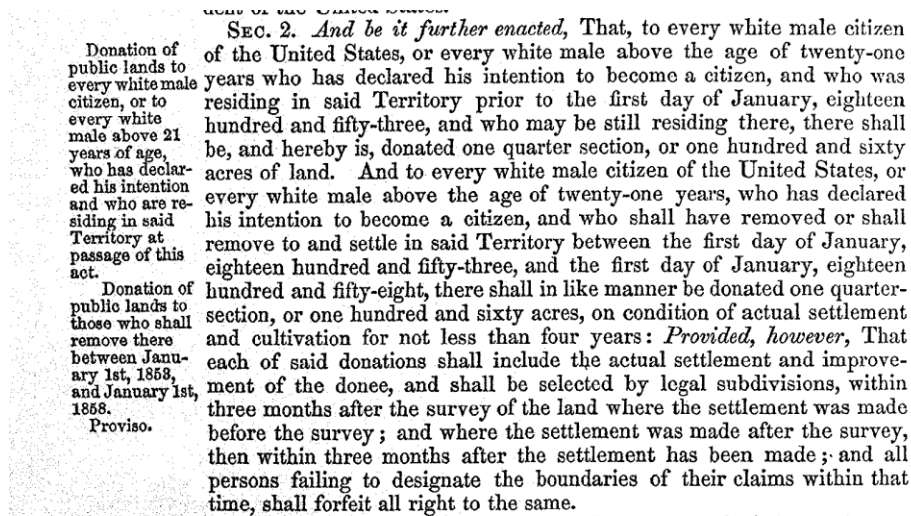 SEC. 2. And be it further enacted, That, to every white male citizen
of the United States, or every white male above the age of twenty-one
years who has declared his intention to become a citizen, and who was
residing in said Territory prior to the first day of January, eighteen
hundred and fifty-three, and who may be still residing there, there shall
be, and hereby is, donated one quarter section, or one hundred and sixty
acres of land. And to every white male citizen of the United States, or
every white male above the age of twenty-one years, who has declared
his intention to become a citizen, and who shall have removed or shall
remove to and settle in said Territory between the first day of January,
eighteen hundred and fifty-three, and the first day of January, eighteen
hundred and fifty-eight, there shall in like manner be donated one quarter-
section, or one hundred and sixty acres, on condition of actual settlement
and cultivation for not less than four years: Provided, however, That
each of said donations shall include the actual settlement and improve-
ment of the donee, and shall be selected by legal subdivisions, within
three months after the survey of the land where the settlement was made
before the survey; and where the settlement was made after the survey,
then within three months after the settlement has been made; and all
persons failing to designate the boundaries of their claims within that
time, shall forfeit all right to the same.
Donation of
public lands to
every white male
citizen, or to
every white
male above 21
years of age,
who has declar-
ed his intention
and who are re-
siding in said
Territory at
passage of this
act.
Donation of
public lands to
those who shall
remove there
between Janu-
ary 1st, 1853,
and January 1st,
1858.
Proviso.